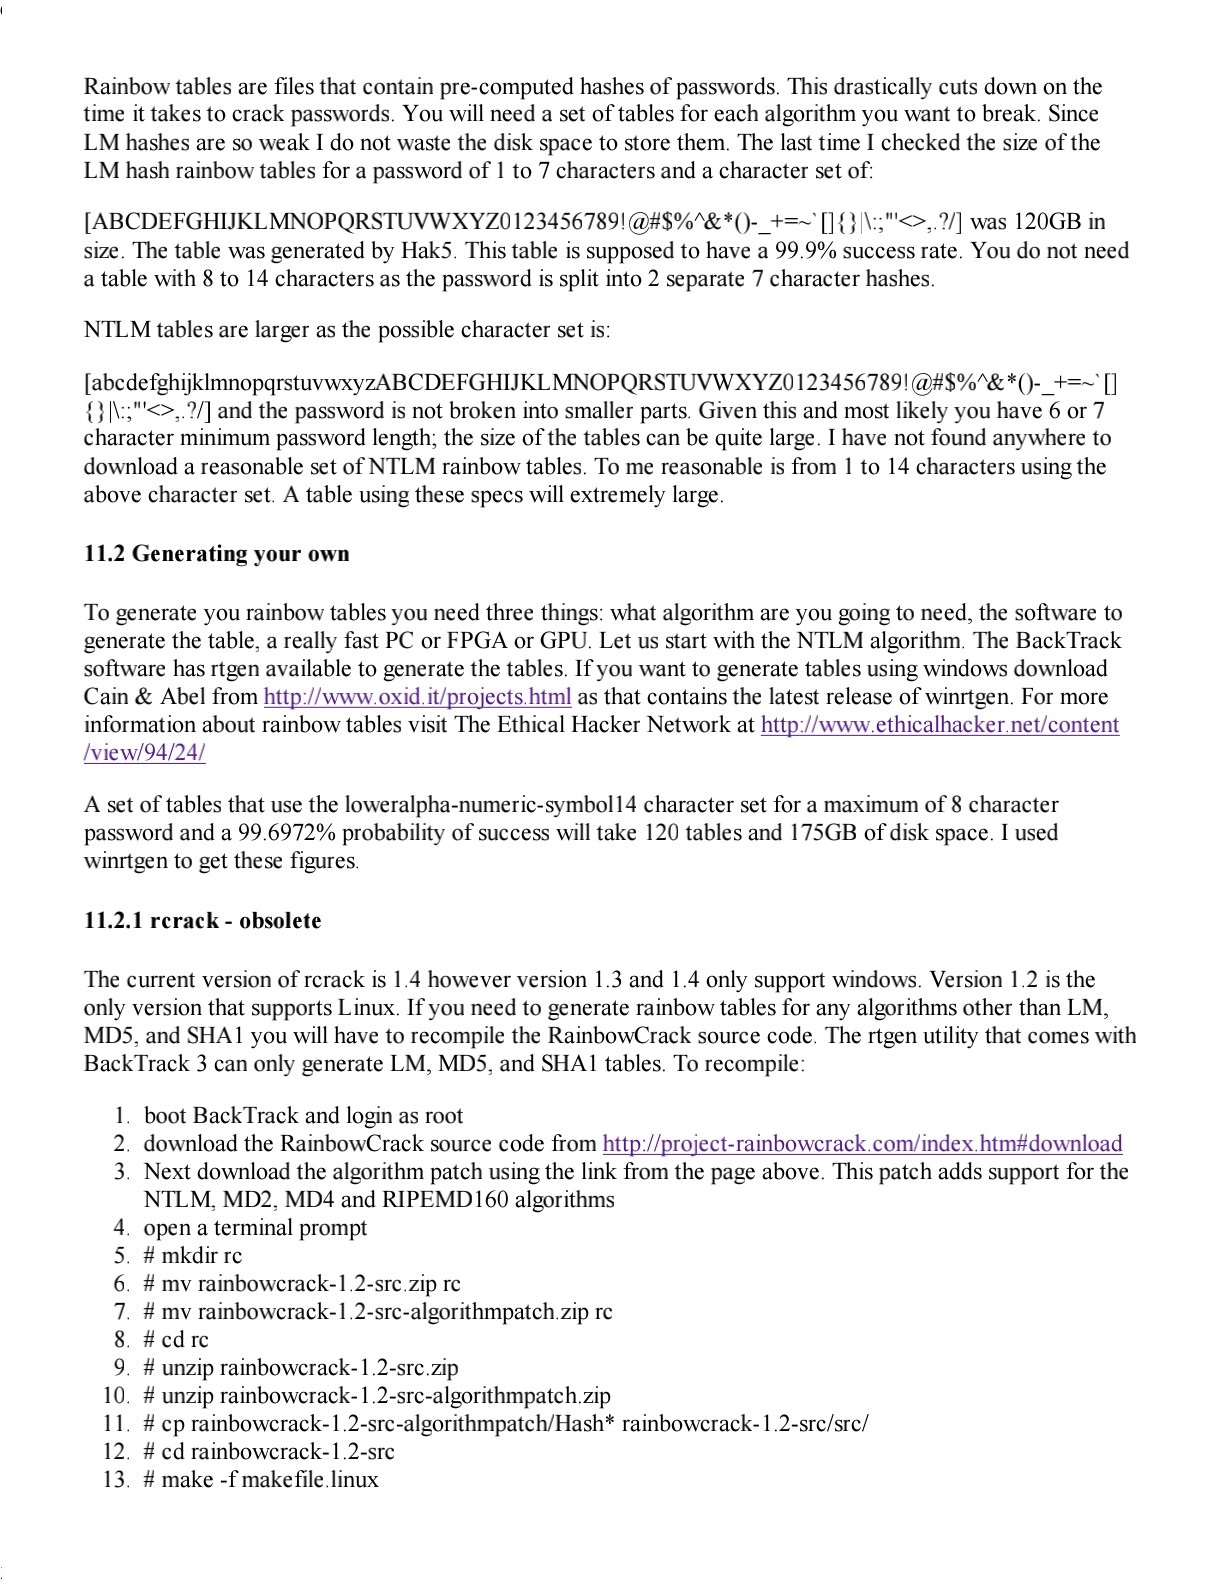 Rainbow tables are files that contain pre-computed hashes of passwords. This drastically cuts down on the
time it takes to crack passwords. You will need a set of tables for each algorithm you want to break. Since
LM hashes are so weak I do not waste the disk space to store them. The last time I checked the size of the
LM hash rainbow tables for a password of 1 to 7 characters and a character set of:
[ABCDEFGHIJKLMNOPQRSTUVWXYZ0123456789!@#$%^&*()-_+=~`[]{}|\:;"'<>,.?/] was 120GB in
size. The table was generated by Hak5. This table is supposed to have a 99.9% success rate. You do not need
a table with 8 to 14 characters as the password is split into 2 separate 7 character hashes.
NTLM tables are larger as the possible character set is:
[abcdefghijklmnopqrstuvwxyzABCDEFGHIJKLMNOPQRSTUVWXYZ0123456789!@#$%^&*()-_+=~`[]
{}|\:;"'<>,.?/] and the password is not broken into smaller parts. Given this and most likely you have 6 or 7
character minimum password length; the size of the tables can be quite large. I have not found anywhere to
download a reasonable set of NTLM rainbow tables. To me reasonable is from 1 to 14 characters using the
above character set. A table using these specs will extremely large.
11.2 Generating your own
To generate you rainbow tables you need three things: what algorithm are you going to need, the software to
generate the table, a really fast PC or FPGA or GPU. Let us start with the NTLM algorithm. The BackTrack
software has rtgen available to generate the tables. If you want to generate tables using windows download
Cain & Abel from http://www.oxid.it/projects.html as that contains the latest release of winrtgen. For more
information about rainbow tables visit The Ethical Hacker Network at http://www.ethicalhacker.net/content
/view/94/24/
A set of tables that use the loweralpha-numeric-symbol14 character set for a maximum of 8 character
password and a 99.6972% probability of success will take 120 tables and 175GB of disk space. I used
winrtgen to get these figures.
11.2.1 rcrack - obsolete
The current version of rcrack is 1.4 however version 1.3 and 1.4 only support windows. Version 1.2 is the
only version that supports Linux. If you need to generate rainbow tables for any algorithms other than LM,
MD5, and SHA1 you will have to recompile the RainbowCrack source code. The rtgen utility that comes with
BackTrack 3 can only generate LM, MD5, and SHA1 tables. To recompile:
1. boot BackTrack and login as root
2. download the RainbowCrack source code from http://project-rainbowcrack.com/index.htm#download
3. Next download the algorithm patch using the link from the page above. This patch adds support for the
NTLM, MD2, MD4 and RIPEMD160 algorithms
4. open a terminal prompt
5. # mkdir rc
6. # mv rainbowcrack-1.2-src.zip rc
7. # mv rainbowcrack-1.2-src-algorithmpatch.zip rc
8. # cd rc
9. # unzip rainbowcrack-1.2-src.zip
10. # unzip rainbowcrack-1.2-src-algorithmpatch.zip
11. # cp rainbowcrack-1.2-src-algorithmpatch/Hash* rainbowcrack-1.2-src/src/
12. # cd rainbowcrack-1.2-src
13. # make -f makefile.linux